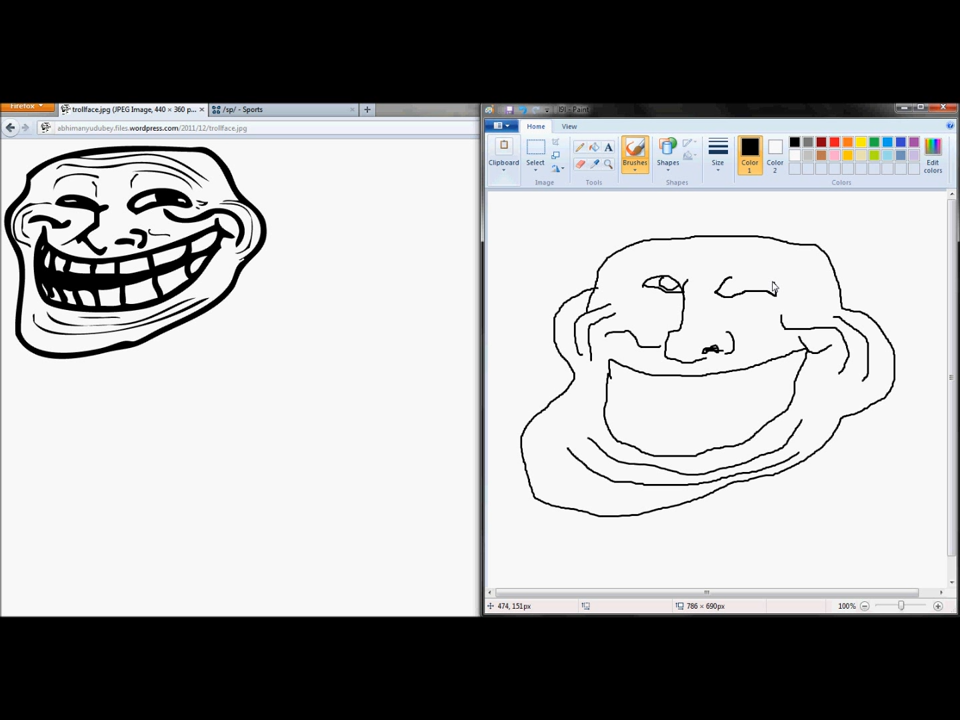 Firefox
trollface.jpg (JPEG Image, 440 × 360 p...
/sp/ - Sports
abhimanyudubey.files.wordpress.com/2011/12/trollface.jpg
Home
View
Clipboard
Select
Image
Tools
Brushes
Shapes
Shapes
Size
Color
1
Color
2
Edit
colors
Colors
474, 151px
786 × 690px
100%